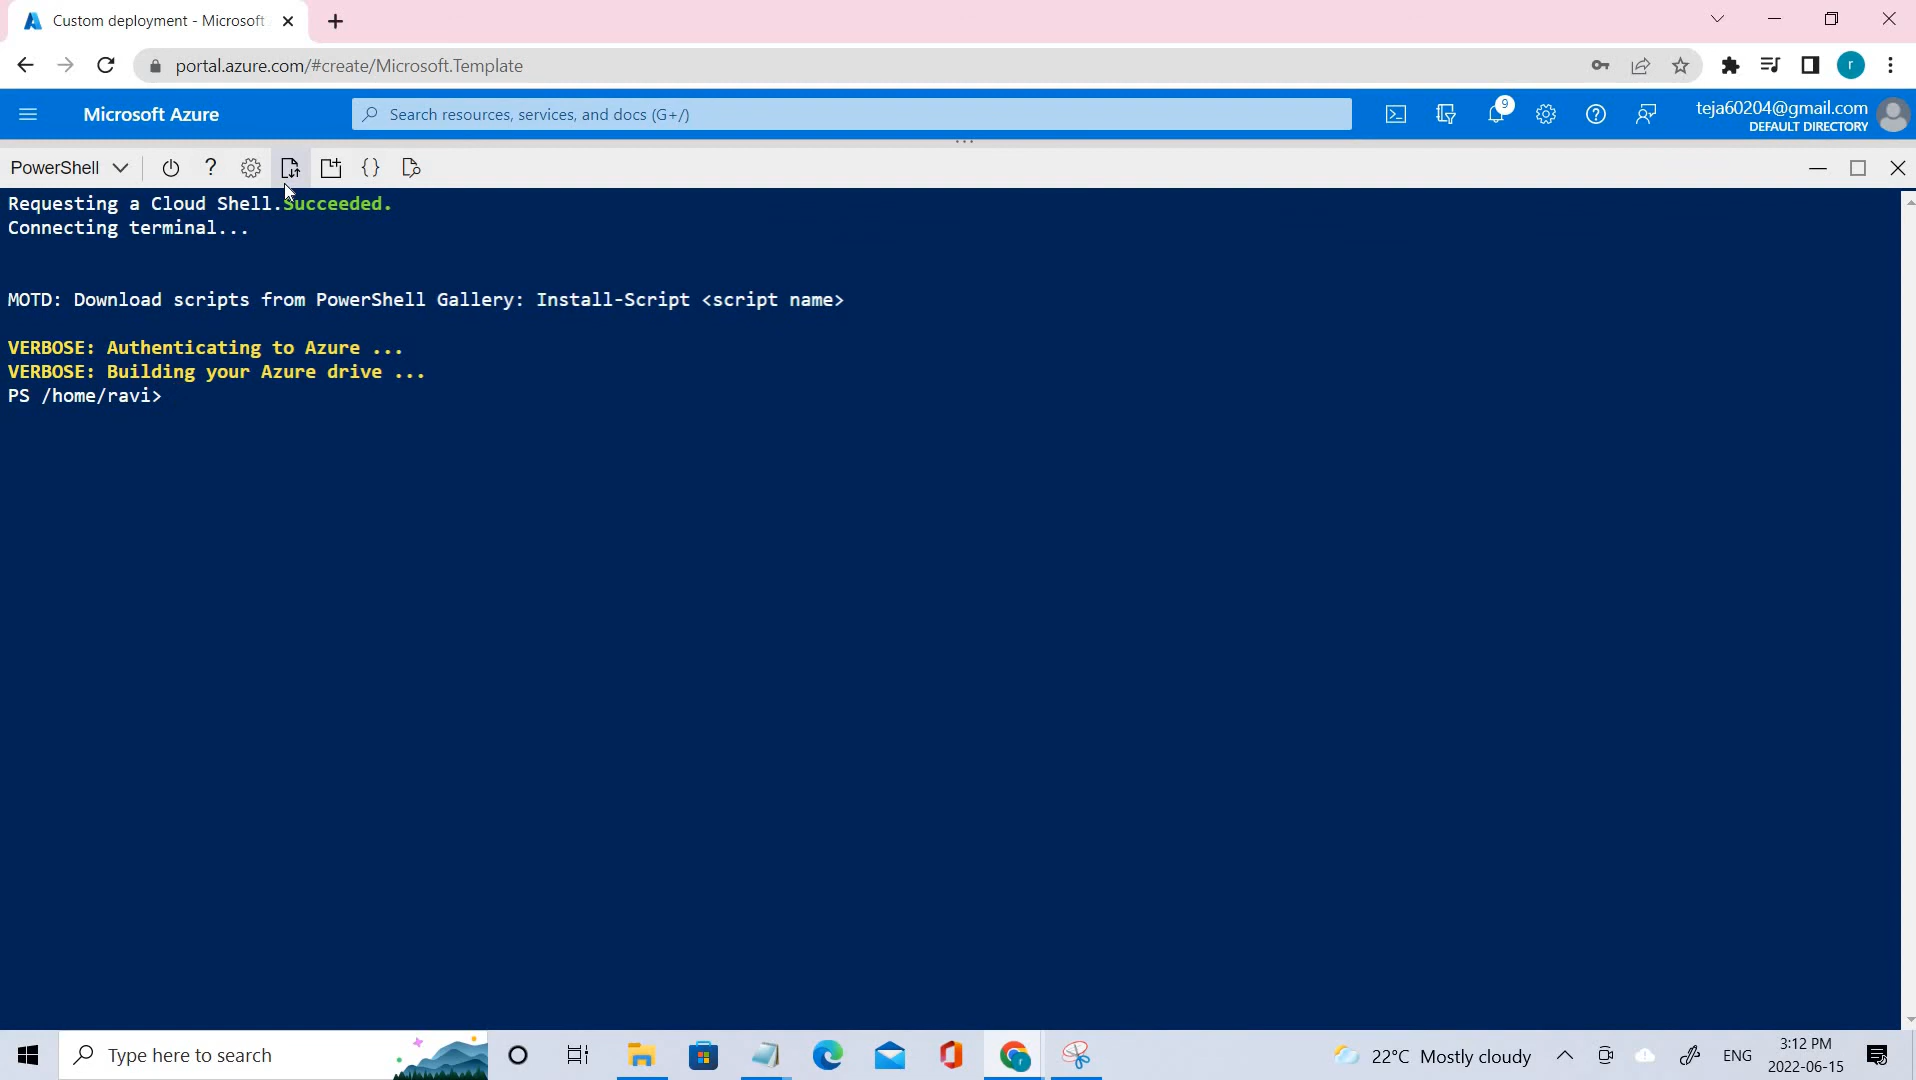 Custom deployment - Microsoft
portal.azure.com/#create/Microsoft.Template
r
Microsoft Azure
Search resources, services, and docs (G+/)
9
teja60204@gmail.com
DEFAULT DIRECTORY
PowerShell
Requesting a Cloud Shell.Succeeded.
Connecting terminal...
MOTD: Download scripts from PowerShell Gallery: Install-Script <script name>
VERBOSE: Authenticating to Azure ...
VERBOSE: Building your Azure drive ...
PS /home/ravi>
Type here to search
22°C Mostly cloudy
ENG
3:12 PM
2022-06-15